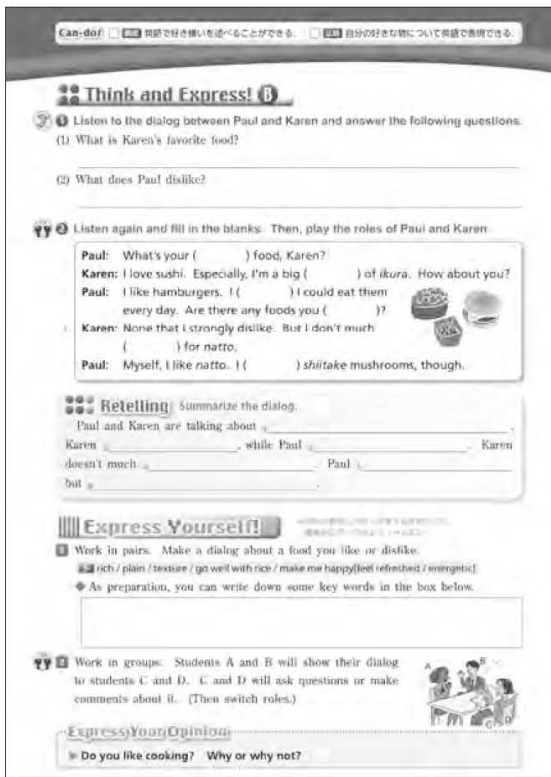 Can-do! 英語で好き嫌いを述べることができる. 自分の好きな物について英語で表現できる.
Think and Express! B
1 Listen to the dialog between Paul and Karen and answer the following questions.
(1) What is Karen's favorite food?
(2) What does Paul dislike?
2 Listen again and fill in the blanks. Then, play the roles of Paul and Karen
Paul: What's your ( ) food, Karen?
Karen: I love sushi. Especially, I'm a big ( ) of ikura. How about you?
Paul: I like hamburgers. I ( ) I could eat them
every day. Are there any foods you ( )?
Karen: None that I strongly dislike. But I don't much
( ) for natto.
Paul: Myself, I like natto. I ( ) shiitake mushrooms, though.
Retelling Summarize the dialog.
Paul and Karen are talking about .
Karen , while Paul . Karen
doesn't much . Paul
but .
Express Yourself!
1 Work in pairs. Make a dialog about a food you like or dislike.
rich / plain / texture / go well with rice / make me happy[feel refreshed / energetic]
◆ As preparation, you can write down some key words in the box below.
2 Work in groups. Students A and B will show their dialog
to students C and D. C and D will ask questions or make
comments about it. (Then switch roles.)
A B
C D
Express Your Opinion
Do you like cooking? Why or why not?